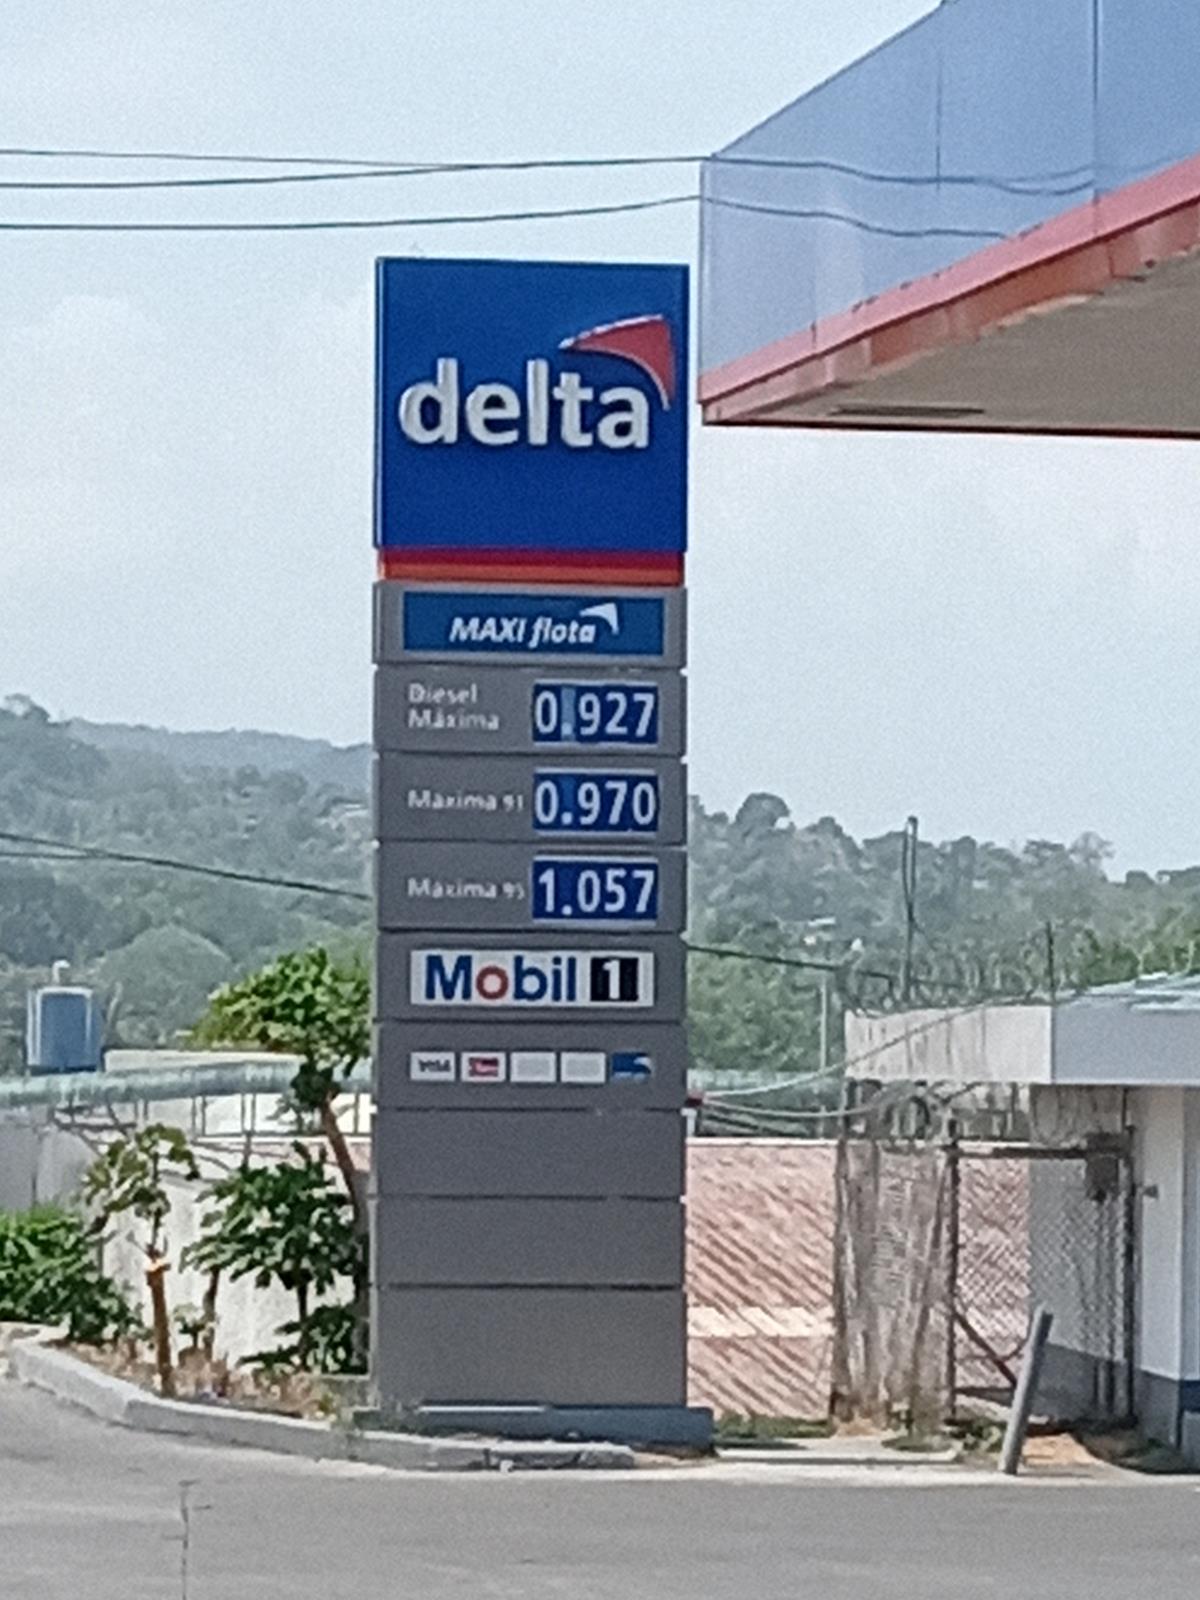 delta
MAXI flota
Diesel
Máxima
0.927
Máxima 91 0.970
Máxima 95 1.057
Mobil 1
VISA